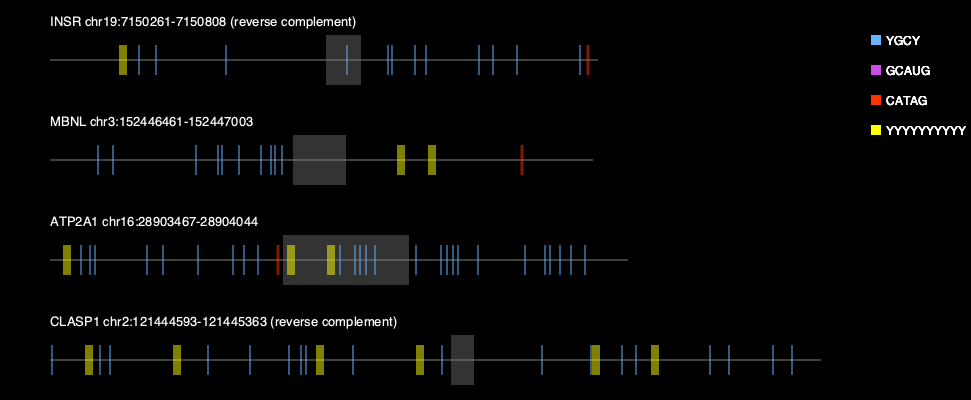 INSR chr19:7150261-7150808 (reverse complement)
YGCY
GCAUG
CATAG
YYYYYYYYYY
MBNL chr3:152446461-152447003
ATP2A1 chr16:28903467-28904044
CLASP1 chr2:121444593-121445363 (reverse complement)